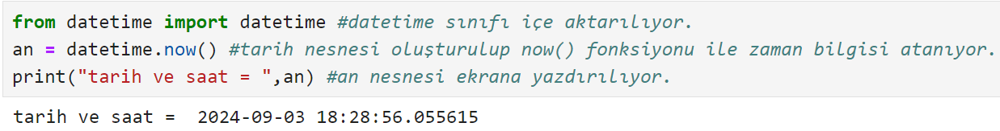 from datetime import datetime #datetime sınıfı içe aktarılıyor.
an = datetime.now() #tarih nesnesi oluşturulup now() fonksiyonu ile zaman bilgisi atanıyor.
print("tarih ve saat = ",an) #an nesnesi ekrana yazdırılıyor.
tarih ve saat =  2024-09-03 18:28:56.055615